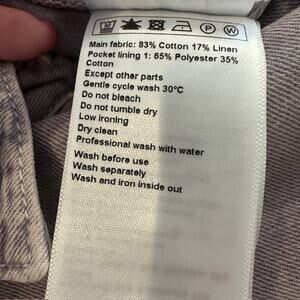 P W
Main fabric: 83% Cotton 17% Linen
Pocket lining 1: 65% Polyester 35%
Cotton
Except other parts
Gentle cycle wash 30°C
Do not bleach
Do not tumble dry
Low ironing
Dry clean
Professional wash with water
Wash before use
Wash separately
Wash and iron inside out